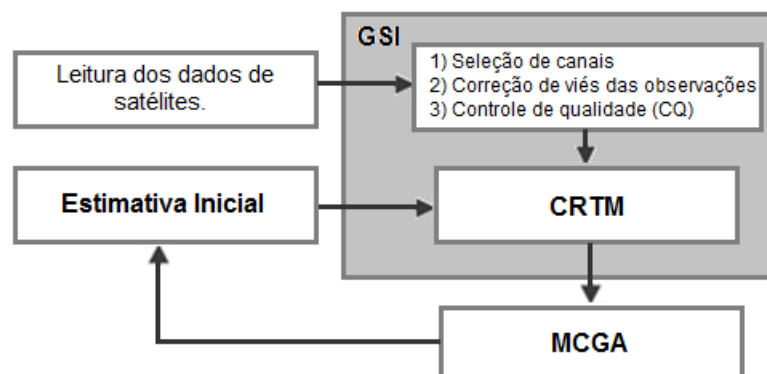 GSI
Leitura dos dados de
satélites.
1) Seleção de canais
2) Correção de viés das observações
3) Controle de qualidade (CQ)
Estimativa Inicial
CRTM
MCGA